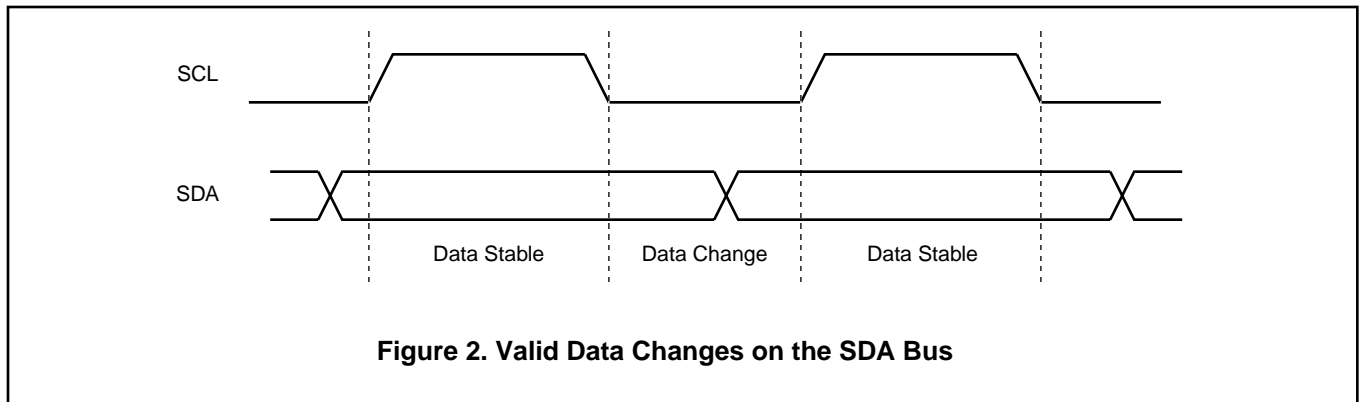 SCL
SDA
Data Stable
Data Change
Data Stable
Figure 2. Valid Data Changes on the SDA Bus